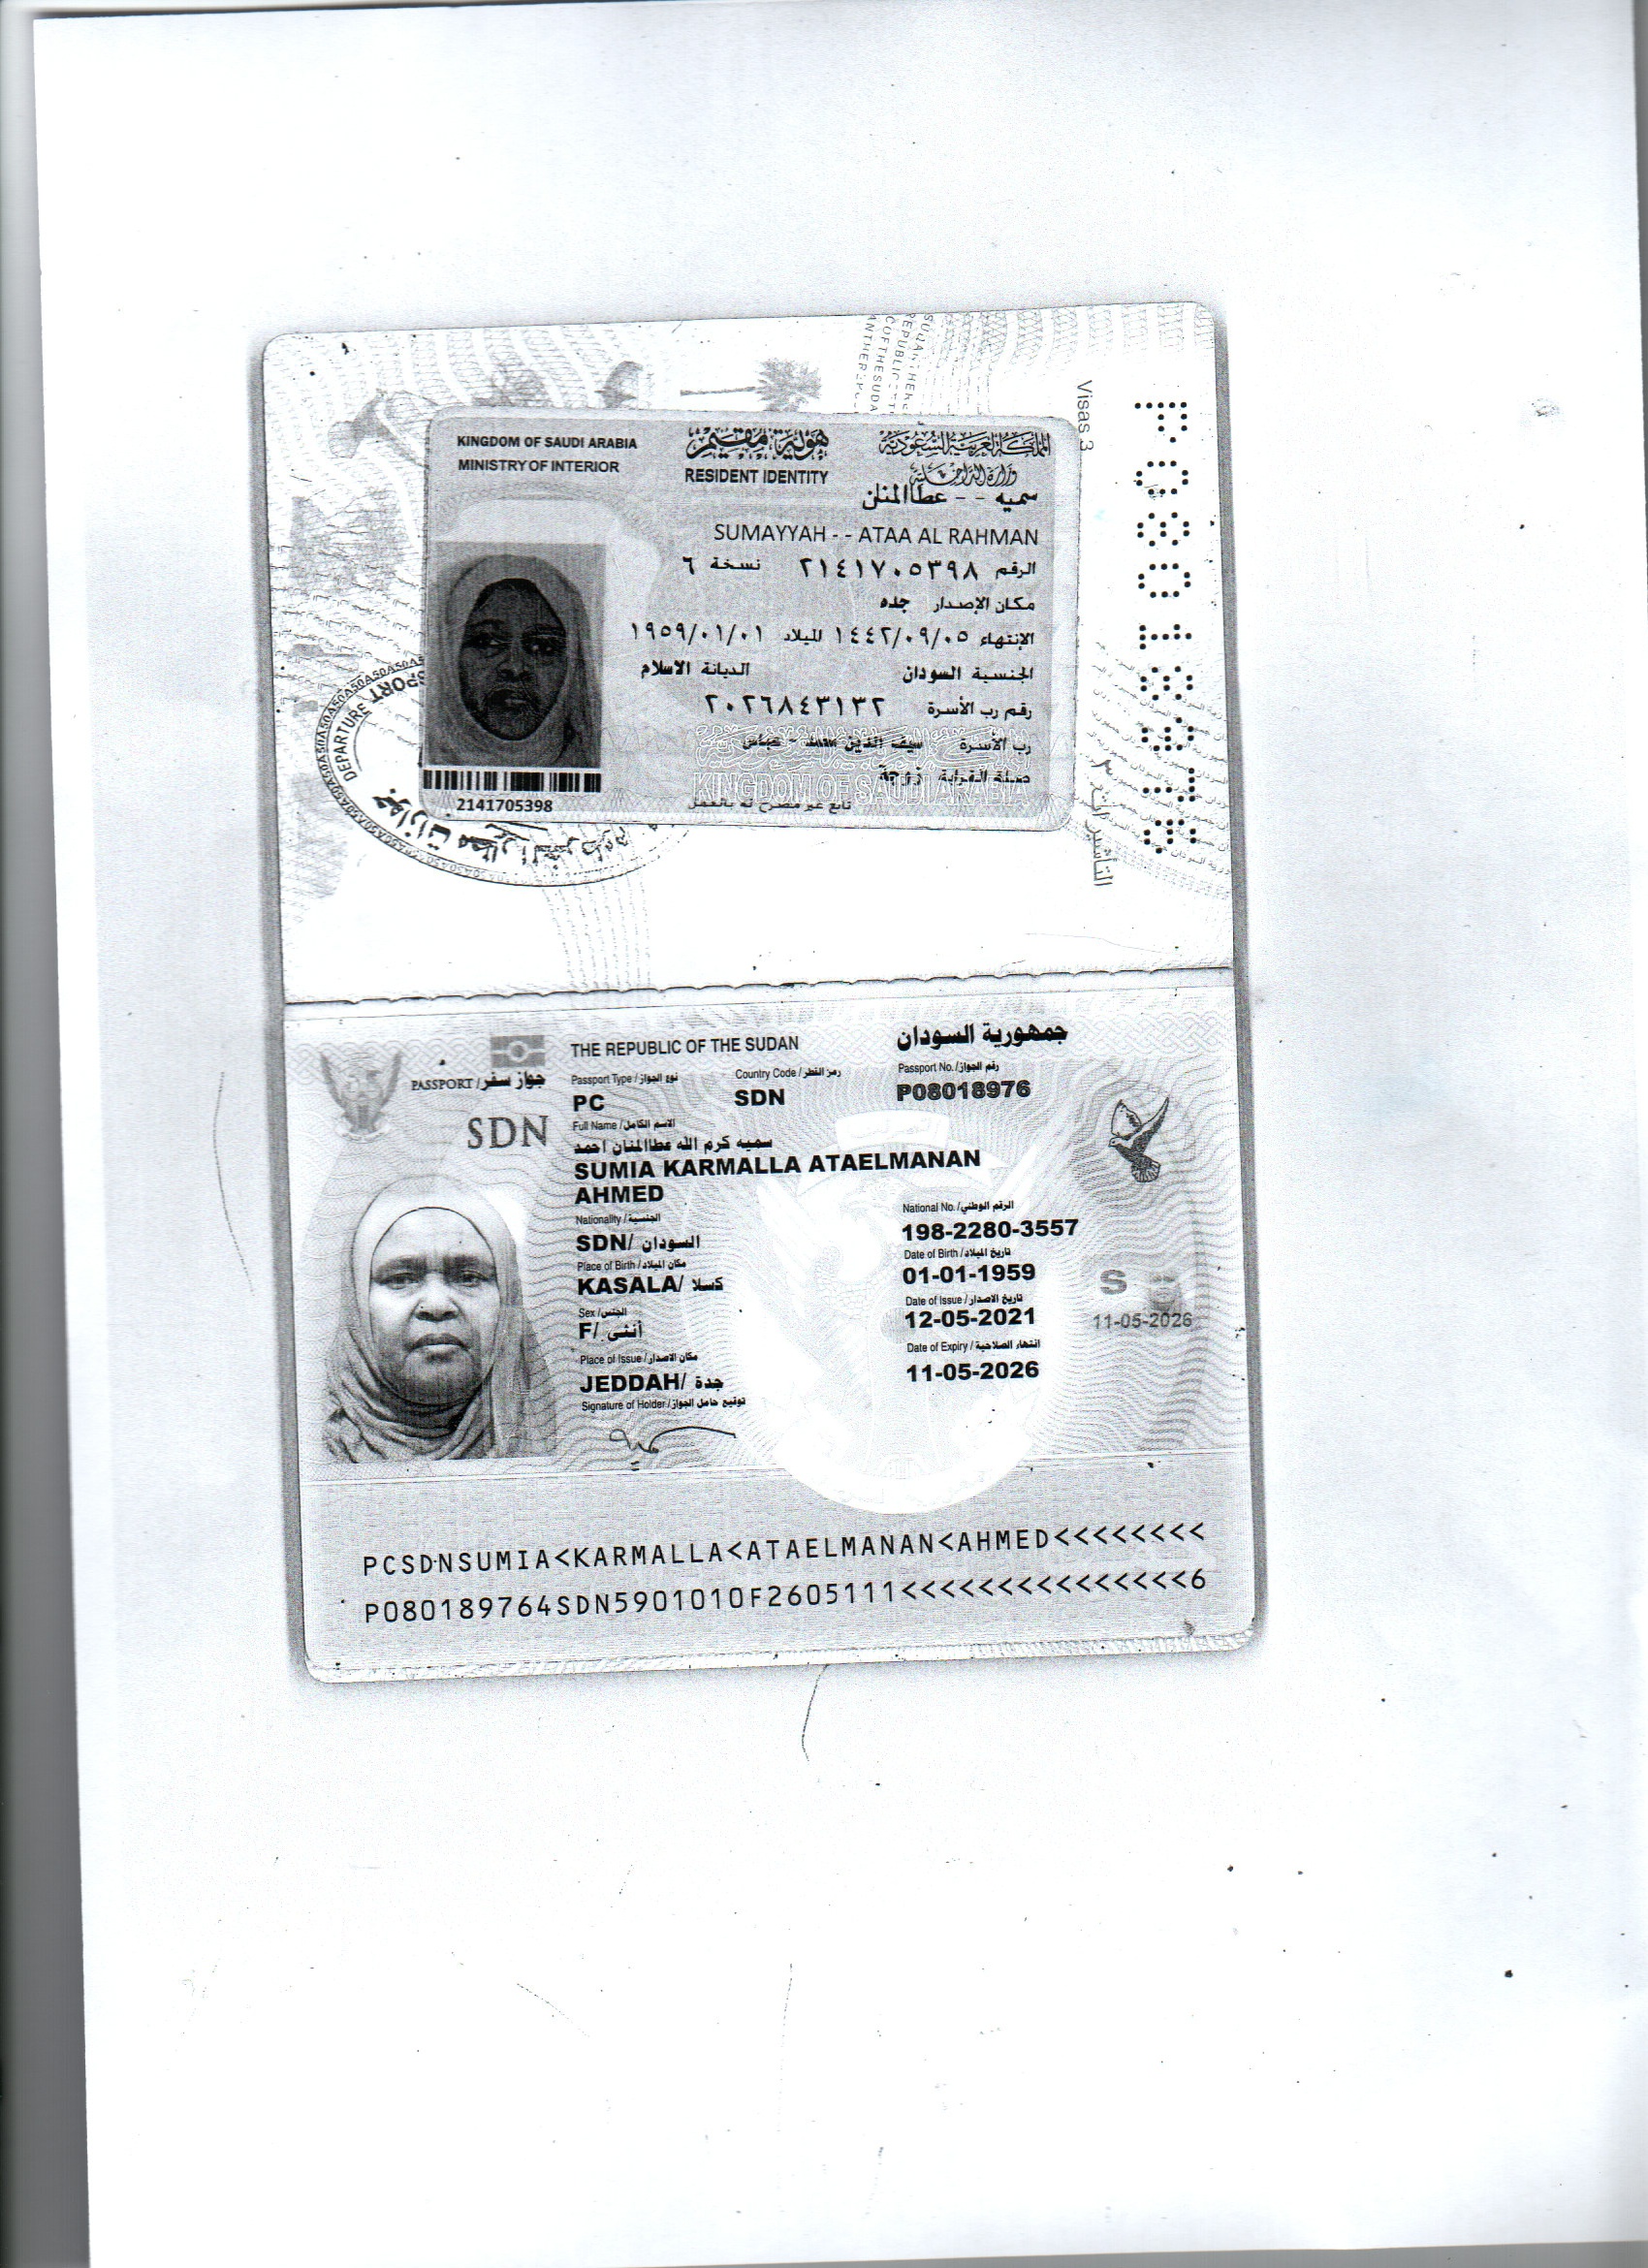 KINGDOM OF SAUDI ARABIA
MINISTRY OF INTERIOR
هوية مقيم
RESIDENT IDENTITY
المملكة العربية السعودية
وزارة الداخلية
سميه - - عطاالمنان
SUMAYYAH - - ATAA AL RAHMAN
الرقم ٢١٤١٧٠٥٣٩٨ نسخة ٦
مكان الإصدار جده
الإنتهاء ١٤٤٢/٠٩/٠٥ للميلاد ١٩٥٩/٠١/٠١
الجنسية السودان الديانة الاسلام
رقم رب الأسرة ٢٠٢٦٨٤٣١٣٢
رب الأسرة سيف الدين محمد - عباس
صلة القرابة زوجة
KINGDOM OF SAUDI ARABIA
تابع غير مصرح له بالعمل
2141705398
DEPARTURE
Visas 3
التأشيرات ٣
P08018976
THE REPUBLIC OF THE SUDAN
جمهورية السودان
PASSPORT / جواز سفر
SDN
Passport Type / نوع الجواز
PC
Country Code / رمز القطر
SDN
Passport No. / رقم الجواز
P08018976
Full Name / الاسم الكامل
سميه كرم الله عطاالمنان احمد
SUMIA KARMALLA ATAELMANAN
AHMED
Nationality / الجنسية
SDN/ السودان
Place of Birth / مكان الميلاد
KASALA/ كسلا
Sex / الجنس
F/ أنثى
Place of Issue / مكان الاصدار
JEDDAH/ جدة
Signature of Holder / توقيع حامل الجواز
National No. / الرقم الوطني
198-2280-3557
Date of Birth / تاريخ الميلاد
01-01-1959
Date of Issue / تاريخ الاصدار
12-05-2021
Date of Expiry / انتهاء الصلاحية
11-05-2026
S
11-05-2026
PCSDNSUMIA<KARMALLA<ATAELMANAN<AHMED<<<<<<<<
P080189764SDN5901010F2605111<<<<<<<<<<<<<<<6